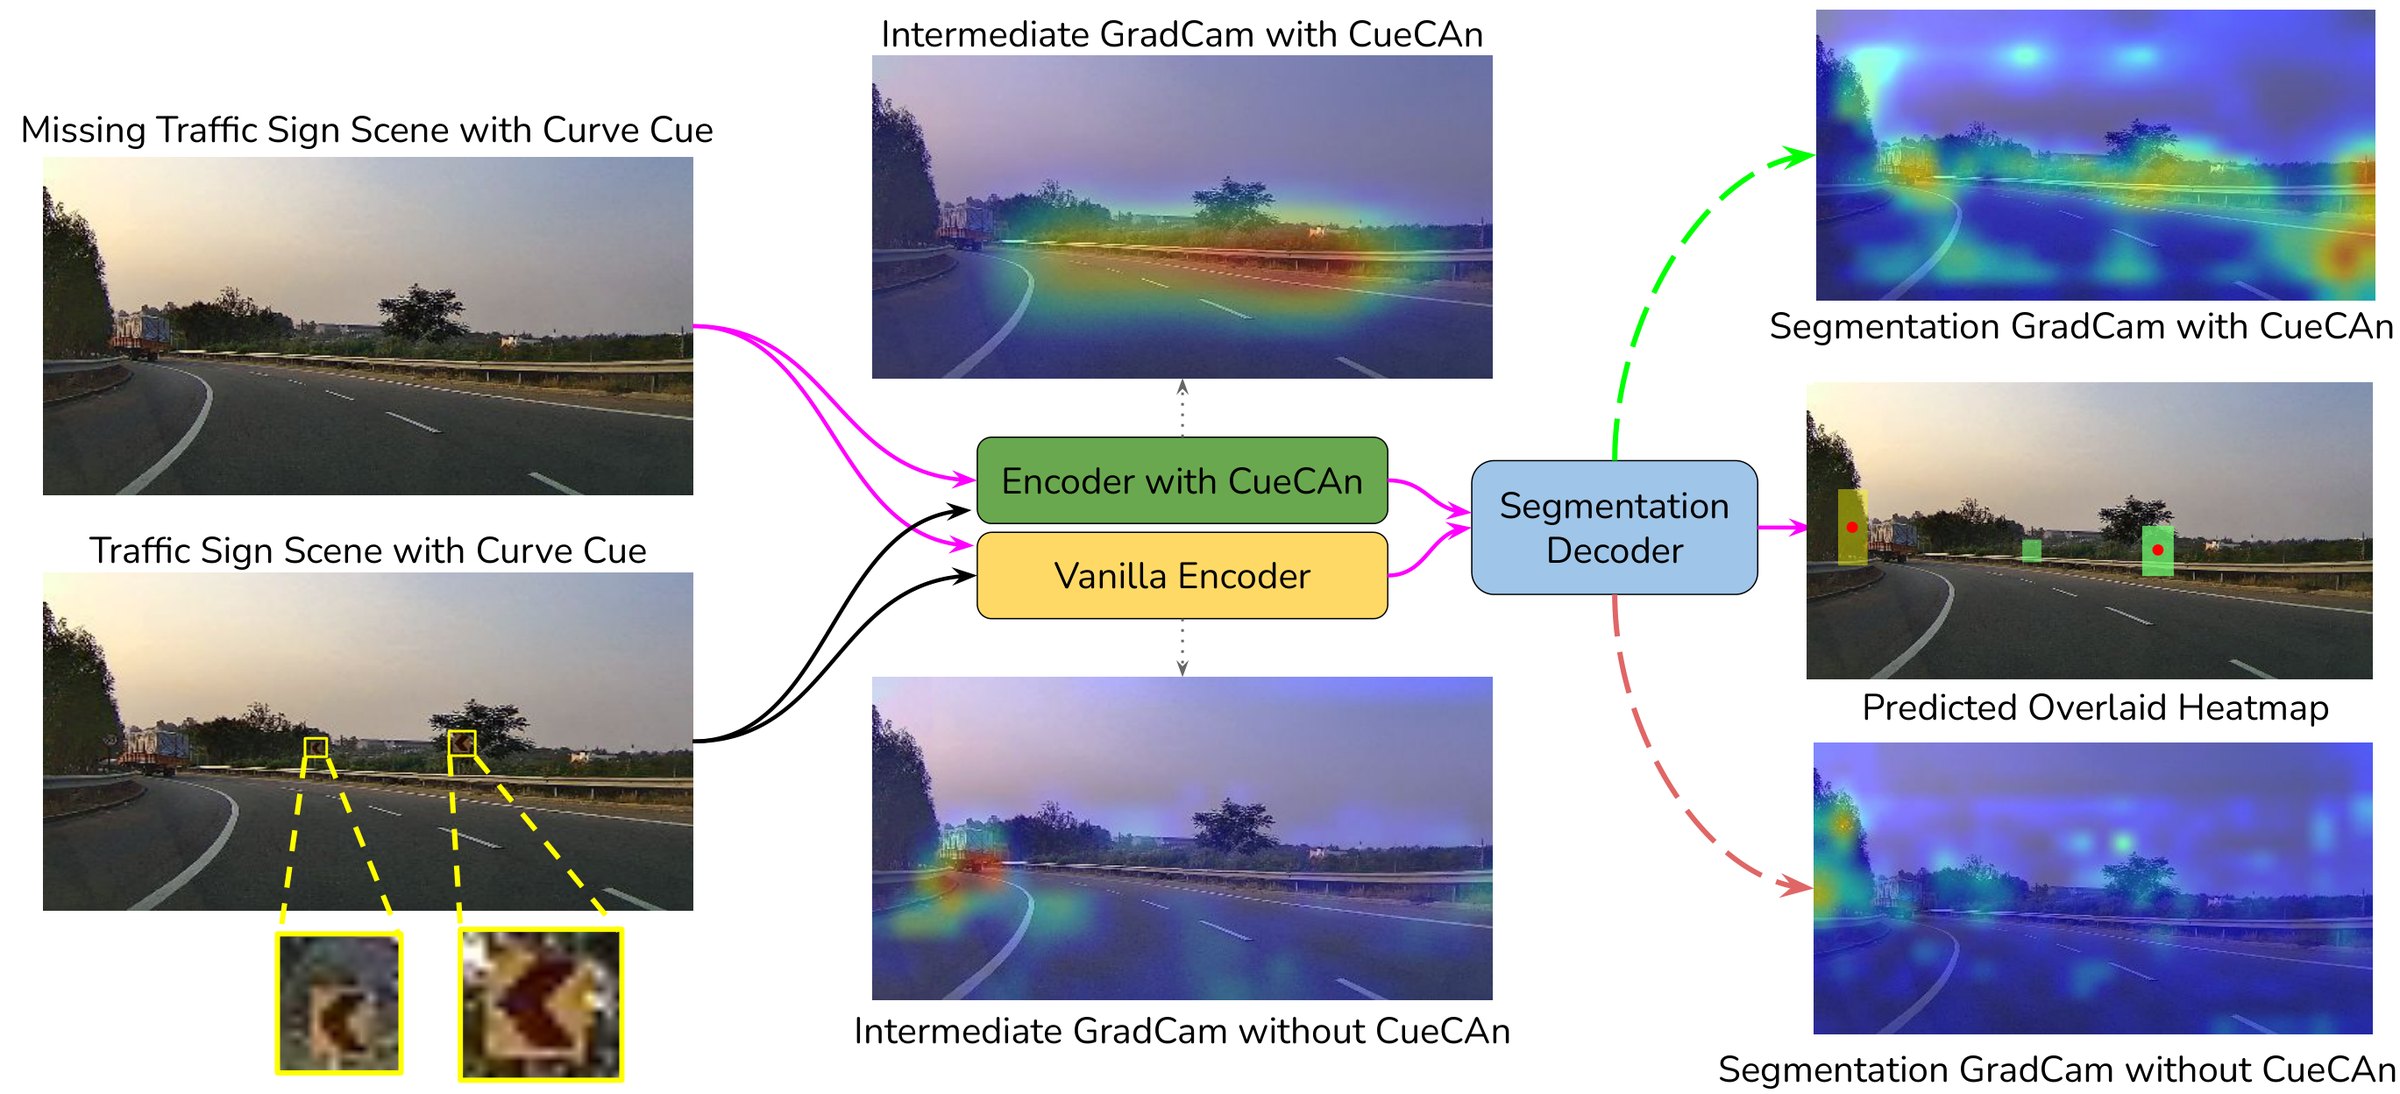 Missing Traffic Sign Scene with Curve Cue
Traffic Sign Scene with Curve Cue
Intermediate GradCam with CueCAn
Encoder with CueCAn
Vanilla Encoder
Intermediate GradCam without CueCAn
Segmentation
Decoder
Segmentation GradCam with CueCAn
Predicted Overlaid Heatmap
Segmentation GradCam without CueCAn